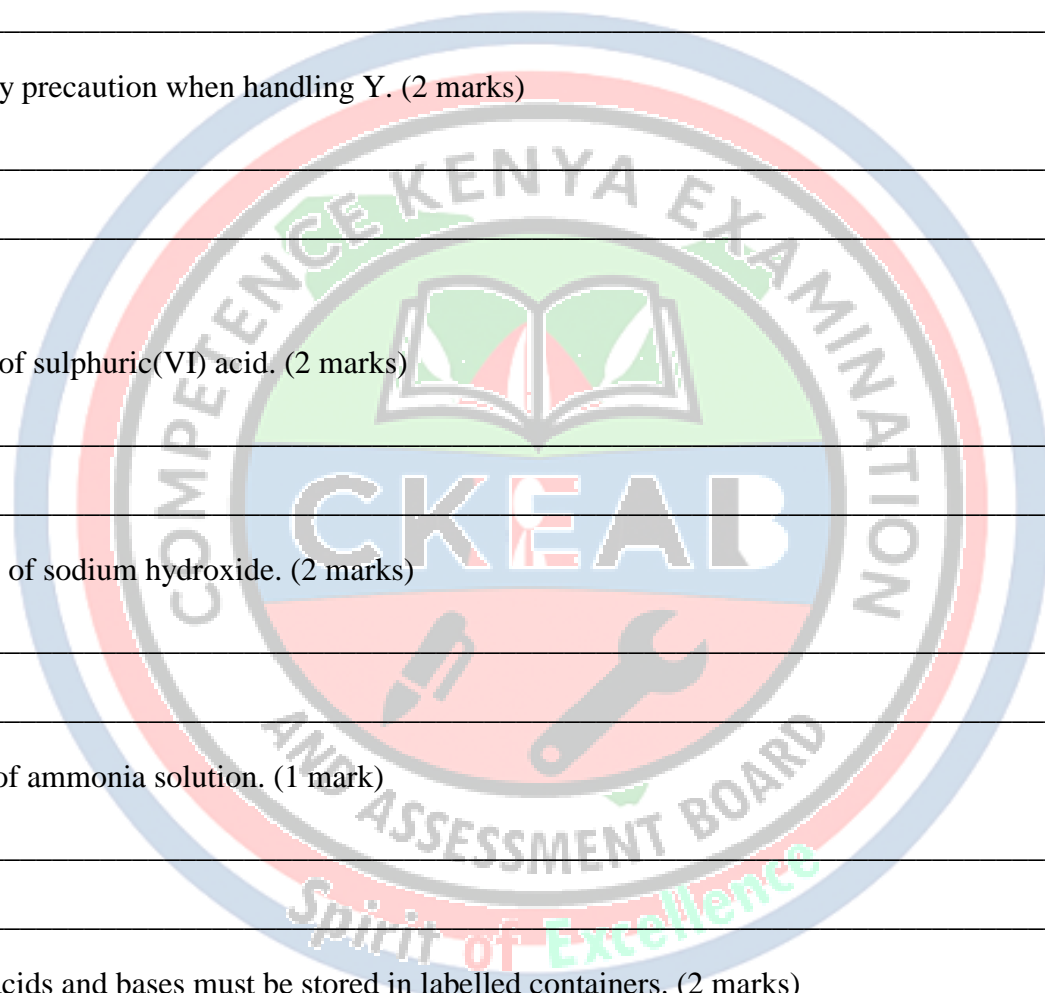 y precaution when handling Y. (2 marks)
COMPETENCE KENYA EXAMINATION
of sulphuric(VI) acid. (2 marks)
CKEAB
of sodium hydroxide. (2 marks)
of ammonia solution. (1 mark)
AND ASSESSMENT BOARD
Spirit of Excellence
cids and bases must be stored in labelled containers. (2 marks)